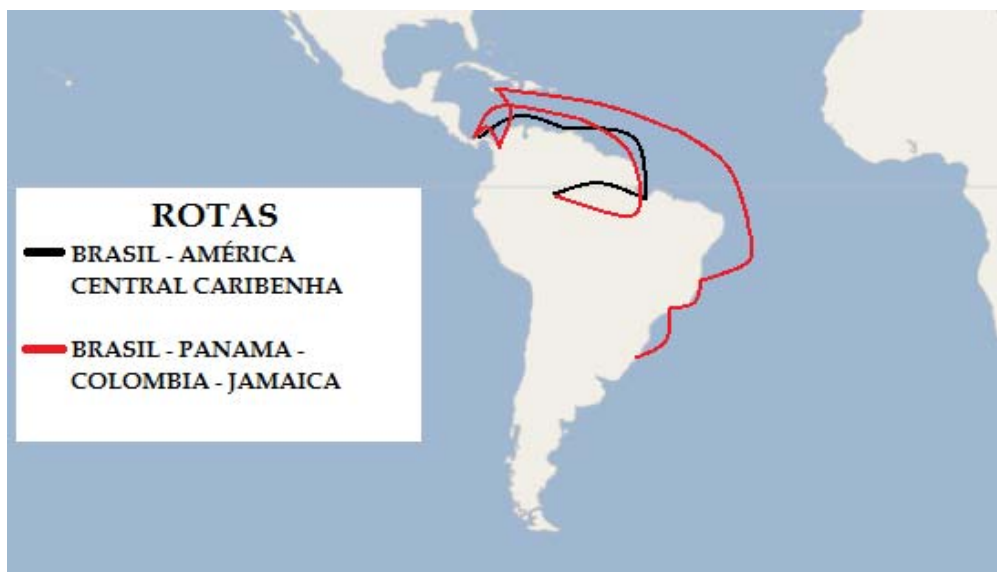 ROTAS
BRASIL - AMÉRICA
CENTRAL CARIBENHA
BRASIL - PANAMA -
COLOMBIA - JAMAICA